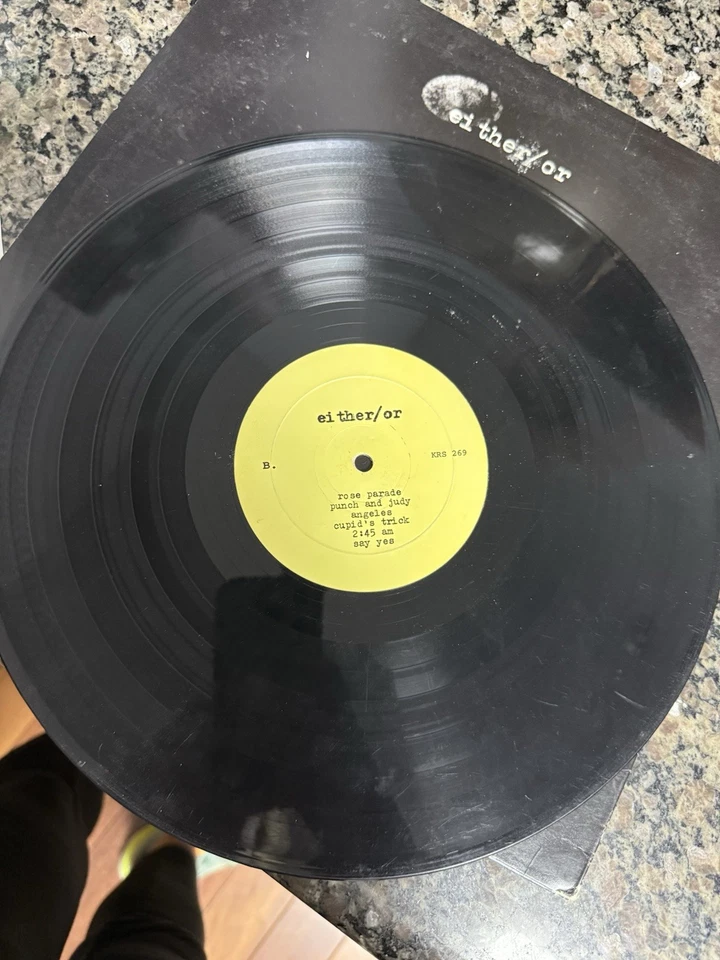 either/or
either/or
B.
KRS 269
rose parade
punch and judy
angeles
cupid's trick
2:45 am
say yes